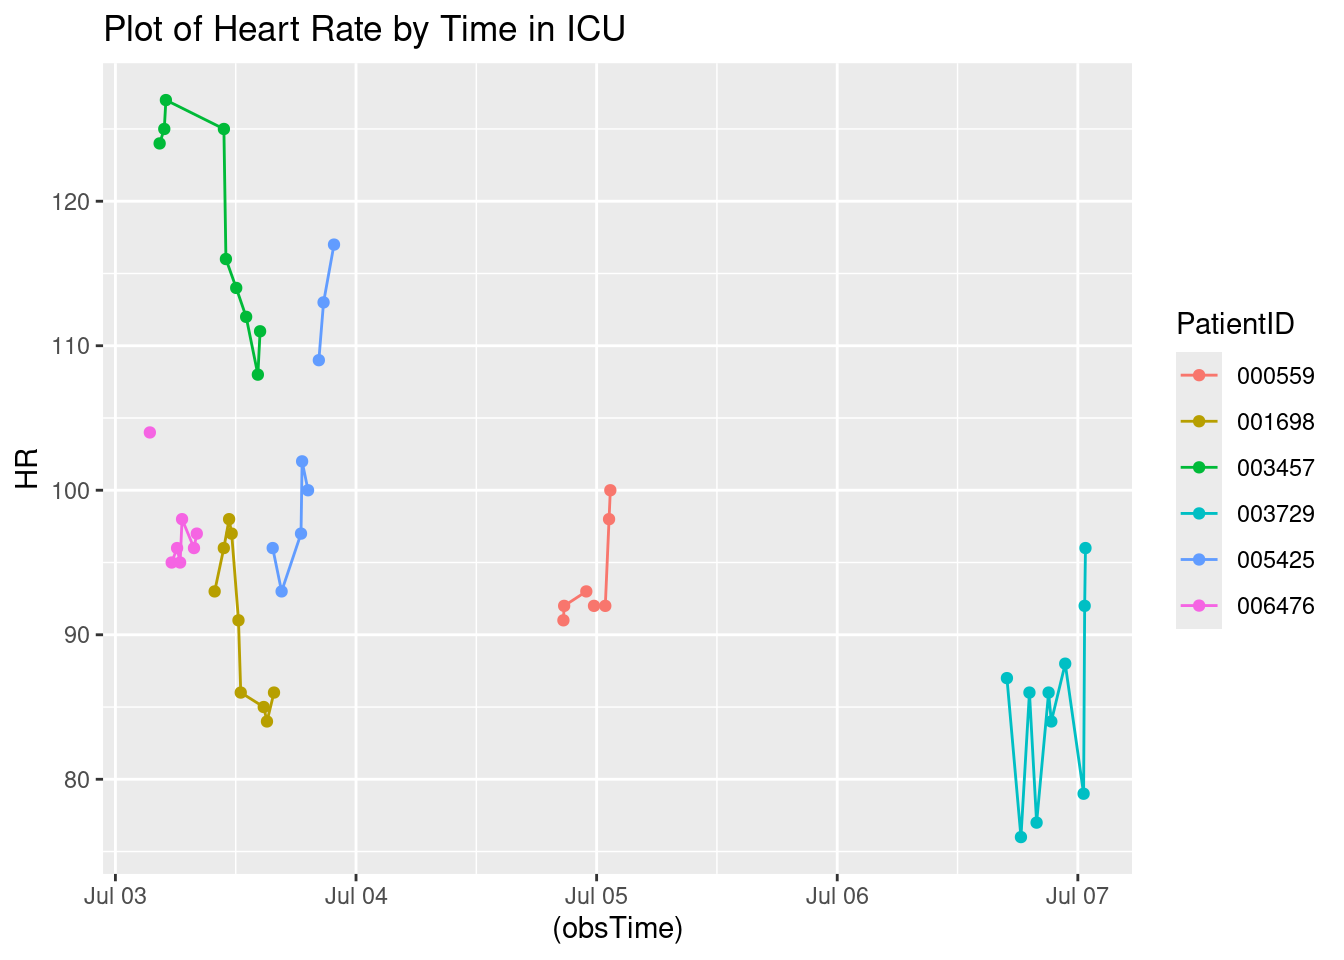 Plot of Heart Rate by Time in ICU
120
110
100
90
80
HR
Jul 03 Jul 04 Jul 05 Jul 06 Jul 07
(obsTime)
PatientID
000559
001698
003457
003729
005425
006476